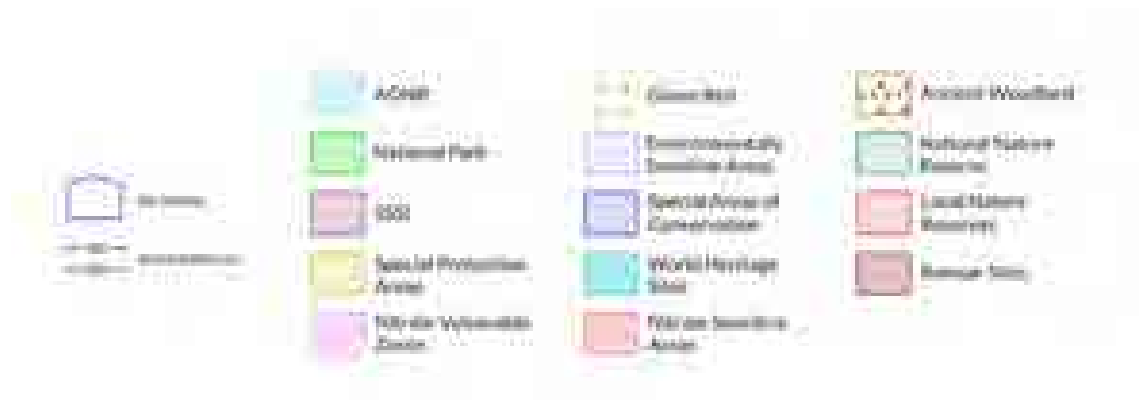 AONB
National Park
SSSI
Special Protection
Areas
Nitrate Vulnerable
Zones
Green Belt
Environmentally
Sensitive Areas
Special Areas of
Conservation
World Heritage
Sites
Nitrate Sensitive
Areas
Ancient Woodland
National Nature
Reserve
Local Nature
Reserves
Ramsar Sites